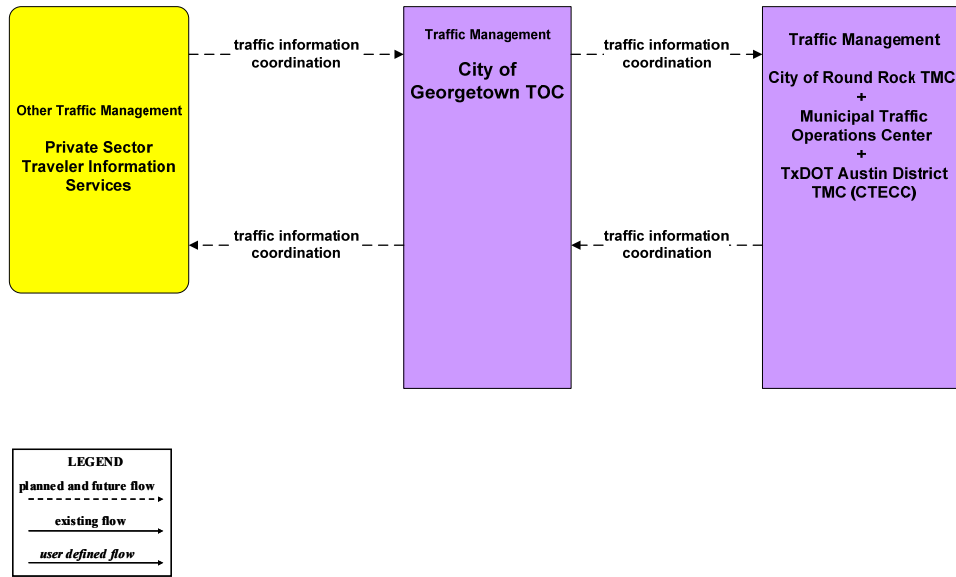 Other Traffic Management
Private Sector
Traveler Information
Services
traffic information
coordination
traffic information
coordination
Traffic Management
City of
Georgetown TOC
traffic information
coordination
traffic information
coordination
Traffic Management
City of Round Rock TMC
+
Municipal Traffic
Operations Center
+
TxDOT Austin District
TMC (CTECC)
LEGEND
planned and future flow
existing flow
user defined flow